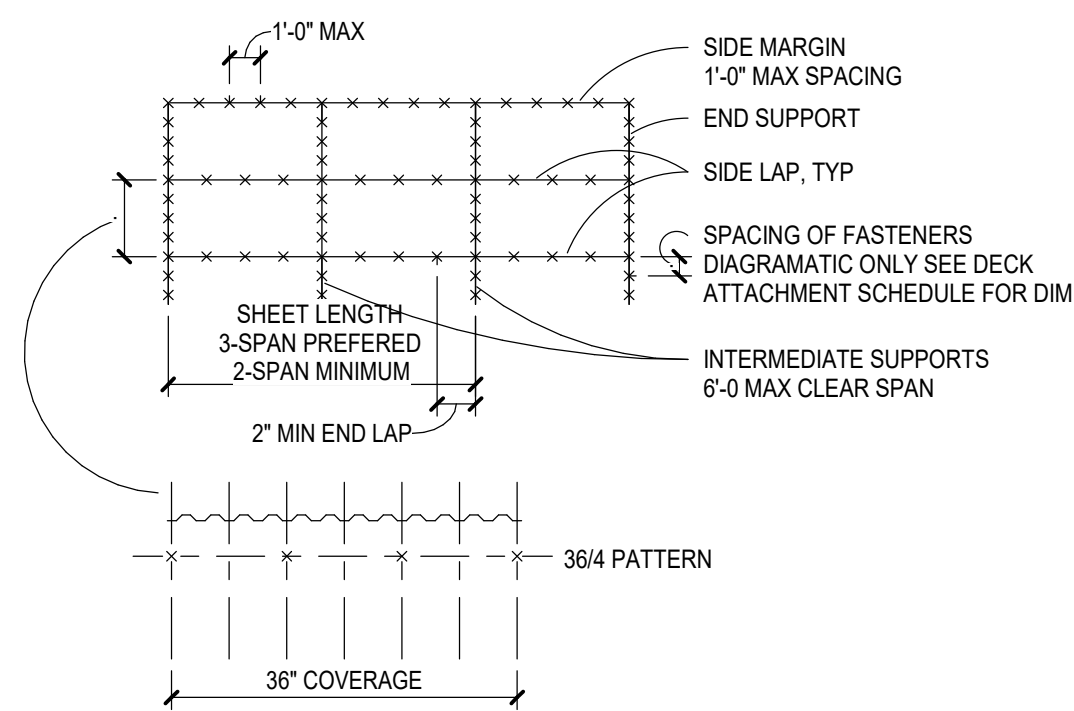 1'-0" MAX
SIDE MARGIN
1'-0" MAX SPACING
END SUPPORT
SIDE LAP, TYP
SPACING OF FASTENERS
DIAGRAMATIC ONLY SEE DECK
ATTACHMENT SCHEDULE FOR DIM
SHEET LENGTH
3-SPAN PREFERED
2-SPAN MINIMUM
INTERMEDIATE SUPPORTS
6'-0 MAX CLEAR SPAN
2" MIN END LAP
36/4 PATTERN
36" COVERAGE